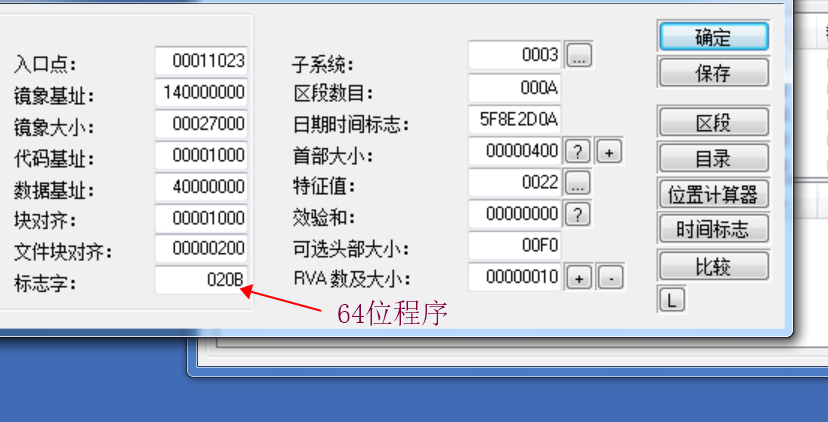 入口点: 00011023
镜象基址: 140000000
镜象大小: 00027000
代码基址: 00001000
数据基址: 40000000
块对齐: 00001000
文件块对齐: 00000200
标志字: 020B
子系统: 0003 ...
区段数目: 000A
日期时间标志: 5F8E2D0A
首部大小: 00000400 ? +
特征值: 0022 ...
效验和: 00000000 ?
可选头部大小: 00F0
RVA 数及大小: 00000010 + -
确定
保存
区段
目录
位置计算器
时间标志
比较
L
64位程序